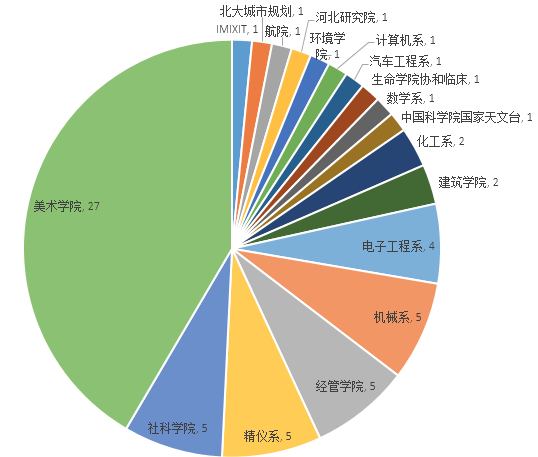 北大城市规划, 1
IMIXIT, 1
航院, 1
河北研究院, 1
环境学
院, 1
计算机系, 1
汽车工程系, 1
生命学院协和临床, 1
数学系, 1
中国科学院国家天文台, 1
化工系, 2
建筑学院, 2
电子工程系, 4
机械系, 5
经管学院, 5
精仪系, 5
社科学院, 5
美术学院, 27